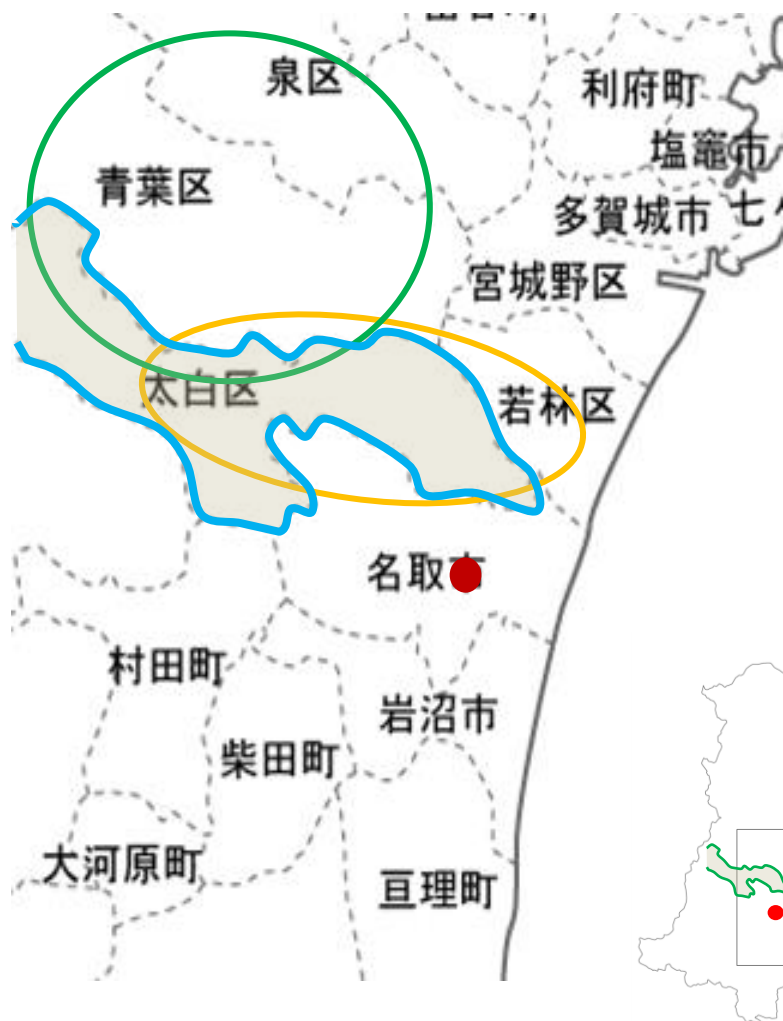 泉区
利府町
塩竈市
青葉区
多賀城市
七
宮城野区
太白区
若林区
名取
村田町
岩沼市
柴田町
大河原町
亘理町